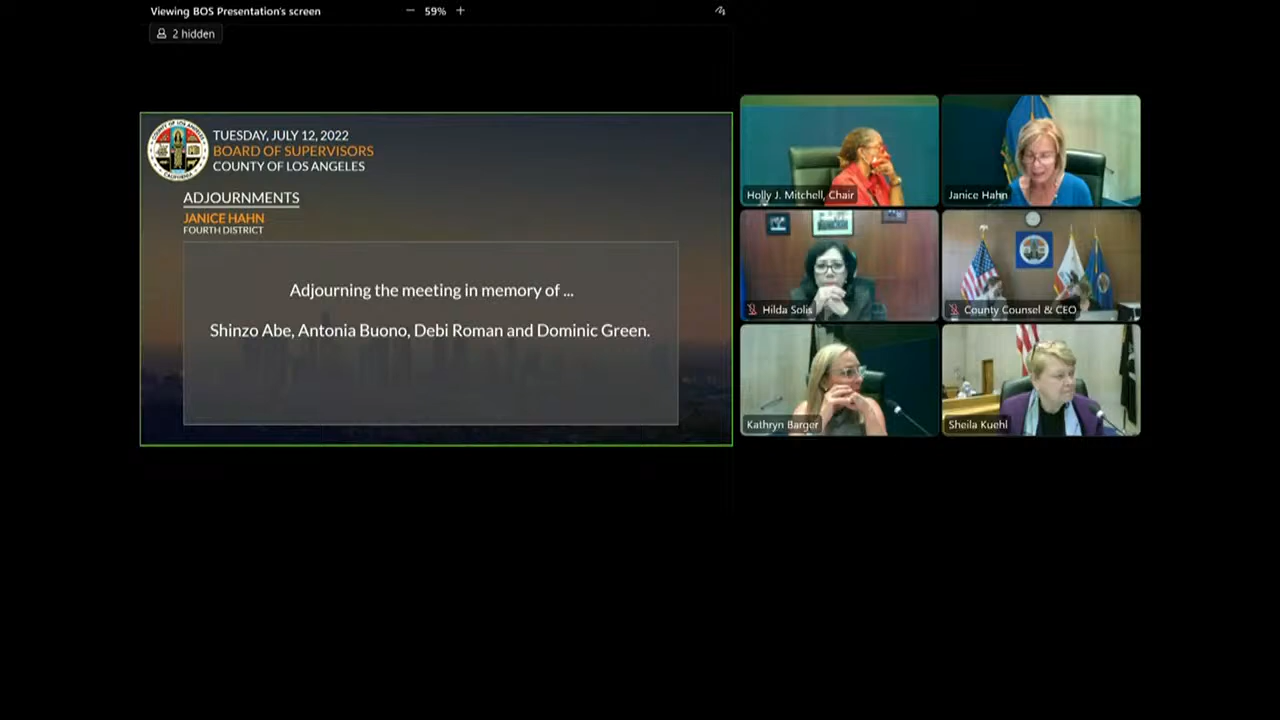 Viewing BOS Presentation's screen
59%
2 hidden
TUESDAY, JULY 12, 2022
BOARD OF SUPERVISORS
COUNTY OF LOS ANGELES
ADJOURNMENTS
JANICE HAHN
FOURTH DISTRICT
Adjourning the meeting in memory of ...
Shinzo Abe, Antonia Buono, Debi Roman and Dominic Green.
Holly J. Mitchell, Chair
Janice Hahn
Hilda Solis
County Counsel & CEO
Kathryn Barger
Sheila Kuehl